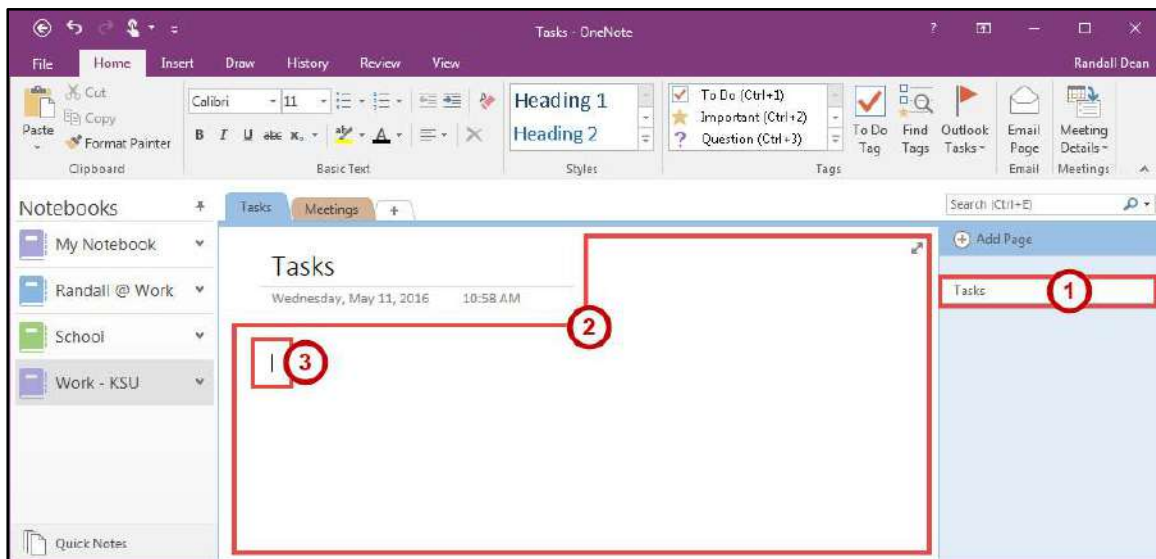 Tasks - OneNote
?
File Home Insert Draw History Review View Randall Dean
Paste
Cut
Copy
Format Painter
Clipboard
Calibri 11
B I U abc x₂ aby A
Basic Text
Heading 1
Heading 2
Styles
To Do (Ctrl+1)
Important (Ctrl+2)
? Question (Ctrl+3)
To Do
Tag
Find
Tags
Tags
Outlook
Tasks
Email
Page
Email
Meeting
Details
Meetings
Notebooks
My Notebook
Randall @ Work
School
Work - KSU
Quick Notes
Tasks Meetings +
Search (Ctrl+E)
Tasks
Wednesday, May 11, 2016 10:58 AM
2
3
Add Page
Tasks
1